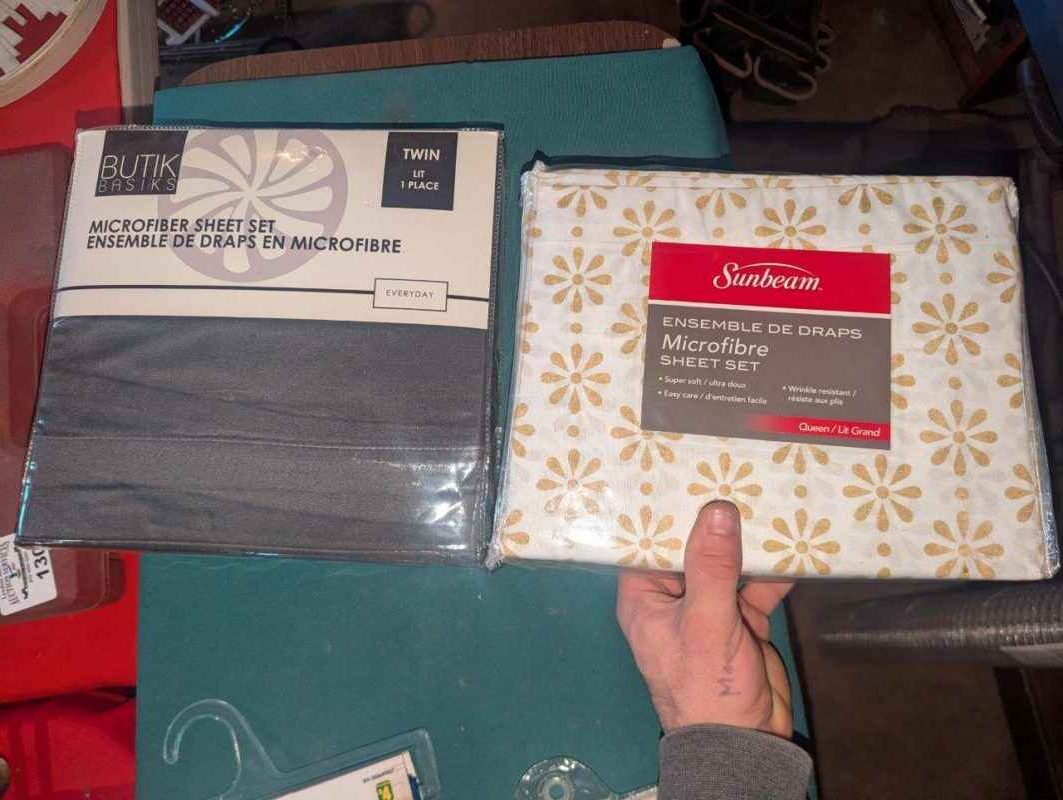 BUTIK
BASIKS
TWIN
LIT
1 PLACE
MICROFIBER SHEET SET
ENSEMBLE DE DRAPS EN MICROFIBRE
EVERYDAY
Sunbeam
ENSEMBLE DE DRAPS
Microfibre
SHEET SET
• Super soft / ultra doux
• Easy care / d'entretien facile
• Wrinkle resistant /
résiste aux plis
Queen / Lit Grand